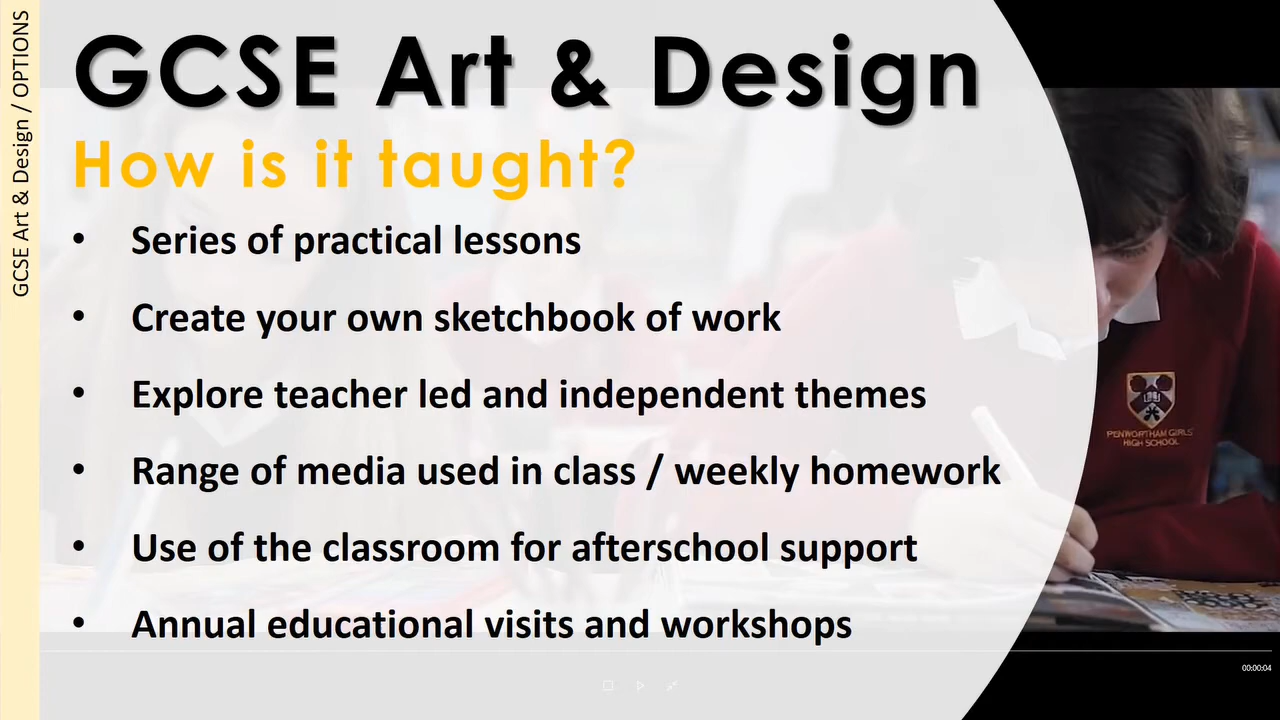 GCSE Art & Design / OPTIONS
GCSE Art & Design
How is it taught?
• Series of practical lessons
• Create your own sketchbook of work
• Explore teacher led and independent themes
• Range of media used in class / weekly homework
• Use of the classroom for afterschool support
• Annual educational visits and workshops
PENWORTHAM GIRLS
HIGH SCHOOL
00:00:04